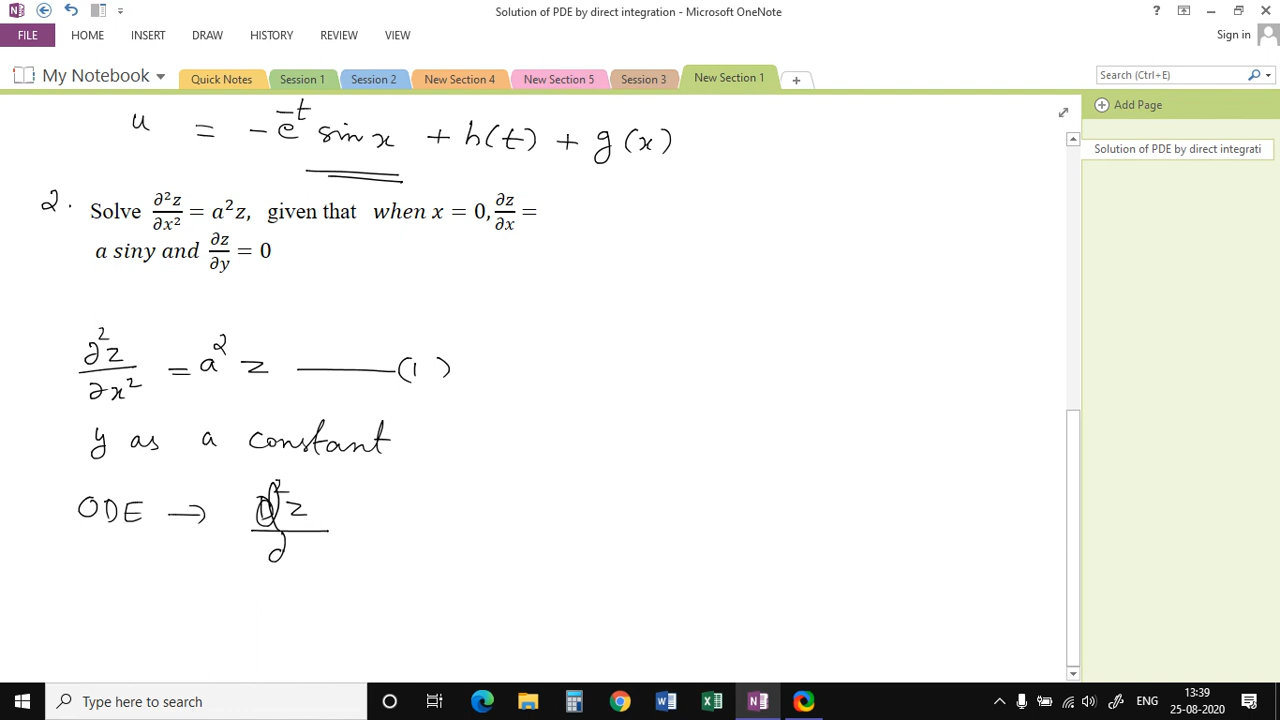 Solution of PDE by direct integration - Microsoft OneNote
FILE HOME INSERT DRAW HISTORY REVIEW VIEW
Sign in
My Notebook Quick Notes Session 1 Session 2 New Section 4 New Section 5 Session 3 New Section 1 +
Search (Ctrl+E)
Add Page
Solution of PDE by direct integrati
u = -e^{-t} sin x + h(t) + g(x)
2. Solve ∂²z/∂x² = a²z, given that when x = 0, ∂z/∂x =
a siny and ∂z/∂y = 0
∂²z/∂x² = a² z ———(1)
y as a constant
ODE → d²z/d
Type here to search
ENG
13:39
25-08-2020